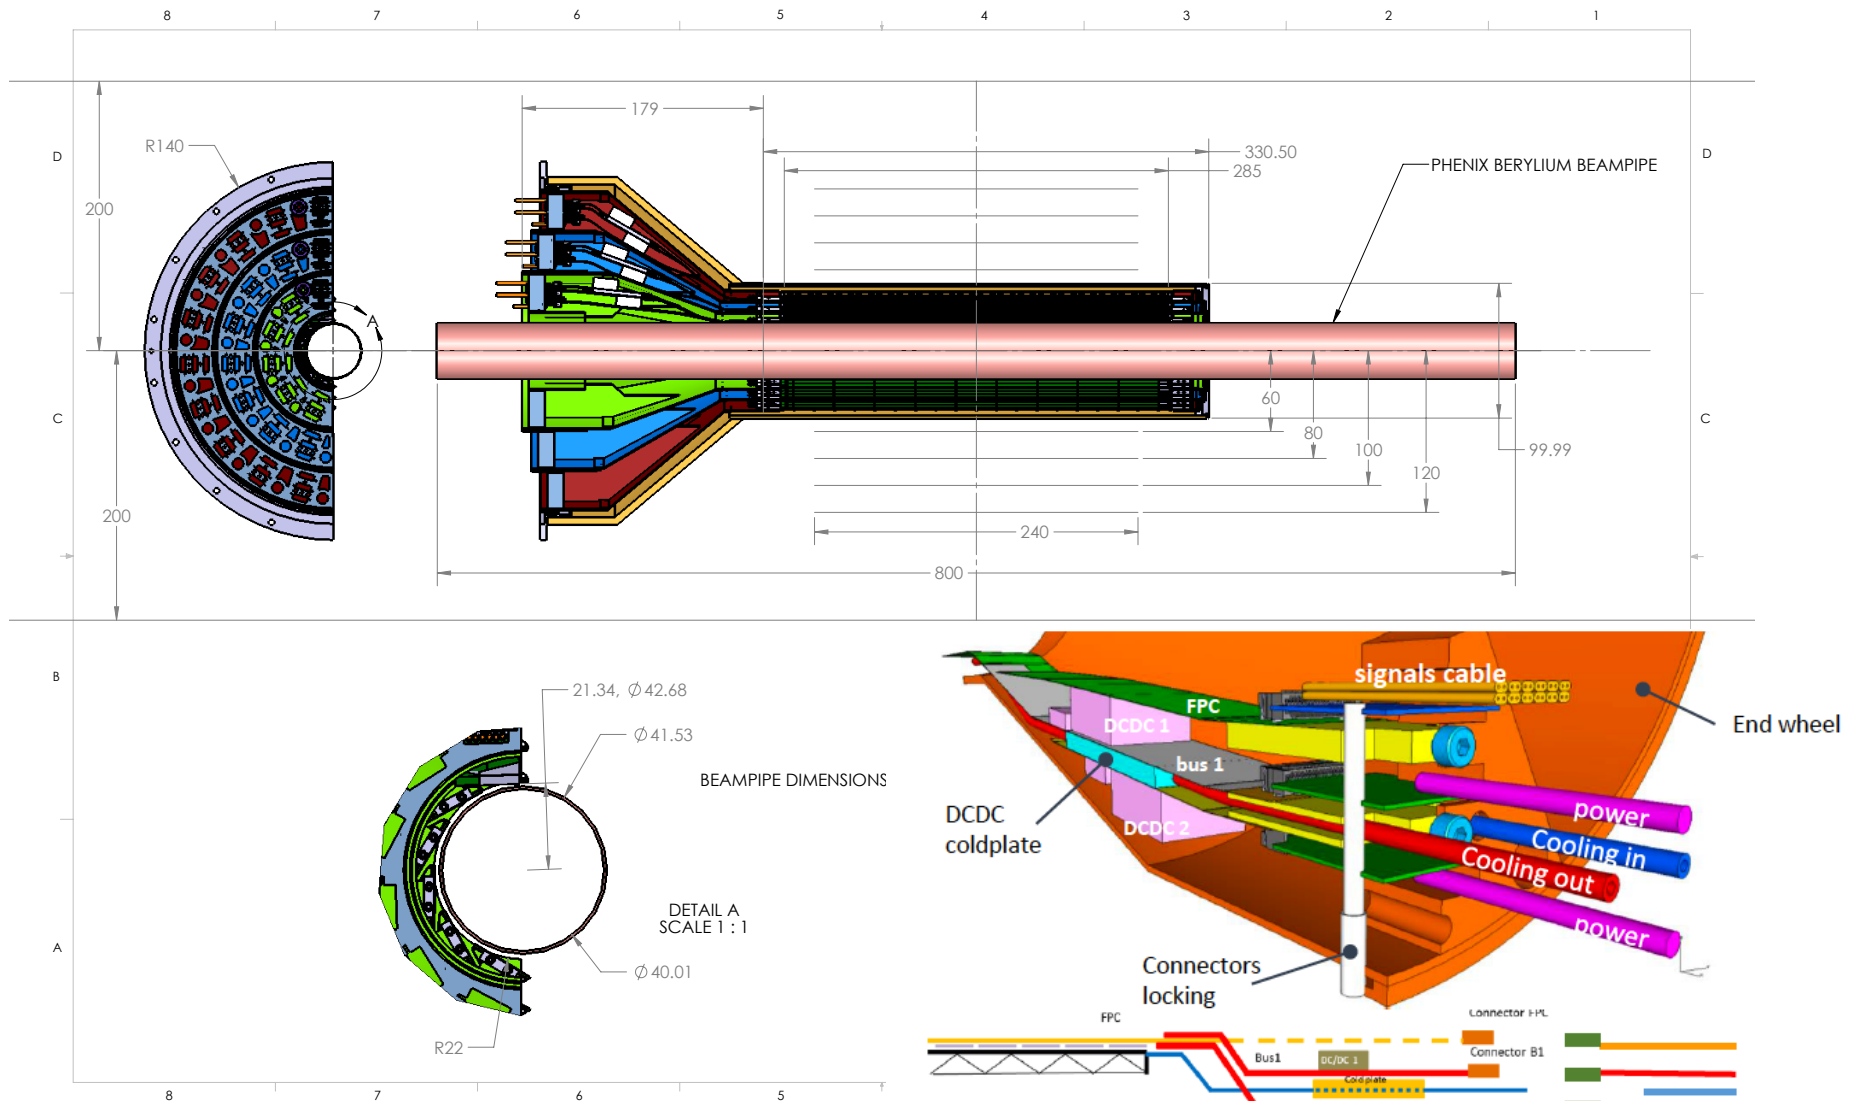 8 7 6 5 4 3 2 1
D
D
179
R140
330.50
285
PHENIX BERYLIUM BEAMPIPE
200
A
60
C
C
80
99.99
100
120
200
240
800
B
signals cable
FPC
End wheel
DCDC 1
bus 1
DCDC
coldplate
DCDC 2
power
Cooling in
Cooling out
power
Connectors
locking
21.34, Ø 42.68
Ø 41.53
BEAMPIPE DIMENSIONS
DETAIL A
SCALE 1 : 1
A
Ø 40.01
R22
FPC
Connector FPC
Bus1
DC/DC 1
Connector B1
Cold plate
8 7 6 5